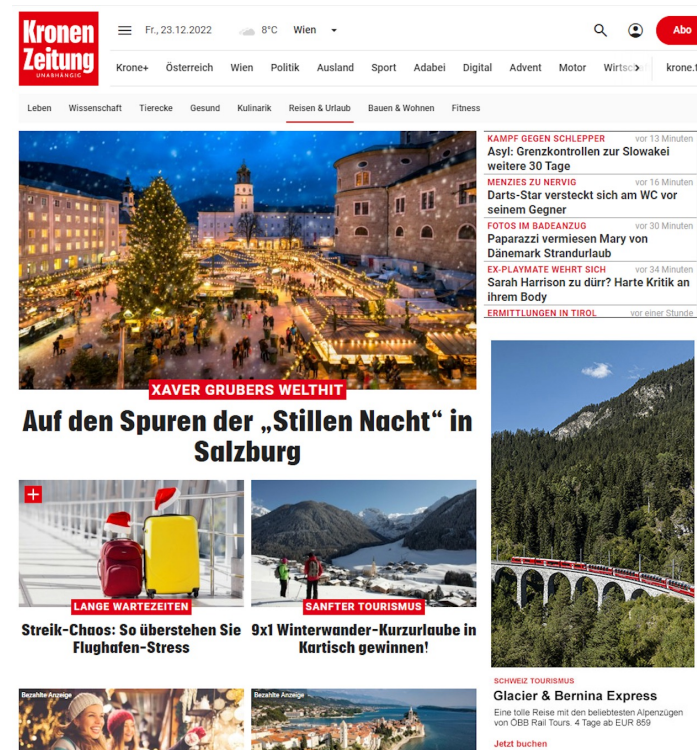 Kronen
Zeitung
UNABHÄNGIG
Fr., 23.12.2022
8°C
Wien
Abo
Krone+ Österreich Wien Politik Ausland Sport Adabei Digital Advent Motor Wirtsch
Leben Wissenschaft Tierecke Gesund Kulinarik Reisen & Urlaub Bauen & Wohnen Fitness
XAVER GRUBERS WELTHIT
Auf den Spuren der „Stillen Nacht“ in
Salzburg
LANGE WARTEZEITEN
Streik-Chaos: So überstehen Sie
Flughafen-Stress
SANFTER TOURISMUS
9x1 Winterwander-Kurzurlaube in
Kartisch gewinnen!
Bezahlte Anzeige
Bezahlte Anzeige
KAMPF GEGEN SCHLEPPER vor 13 Minuten
Asyl: Grenzkontrollen zur Slowakei
weitere 30 Tage
MENZIES ZU NERVIG vor 16 Minuten
Darts-Star versteckt sich am WC vor
seinem Gegner
FOTOS IM BADEANZUG vor 30 Minuten
Paparazzi vermiesen Mary von
Dänemark Strandurlaub
EX-PLAYMATE WEHRT SICH vor 34 Minuten
Sarah Harrison zu dürr? Harte Kritik an
ihrem Body
ERMITTLUNGEN IN TIROL vor einer Stunde
SCHWEIZ TOURISMUS
Glacier & Bernina Express
Eine tolle Reise mit den beliebtesten Alpenzügen
von ÖBB Rail Tours. 4 Tage ab EUR 859
Jetzt buchen